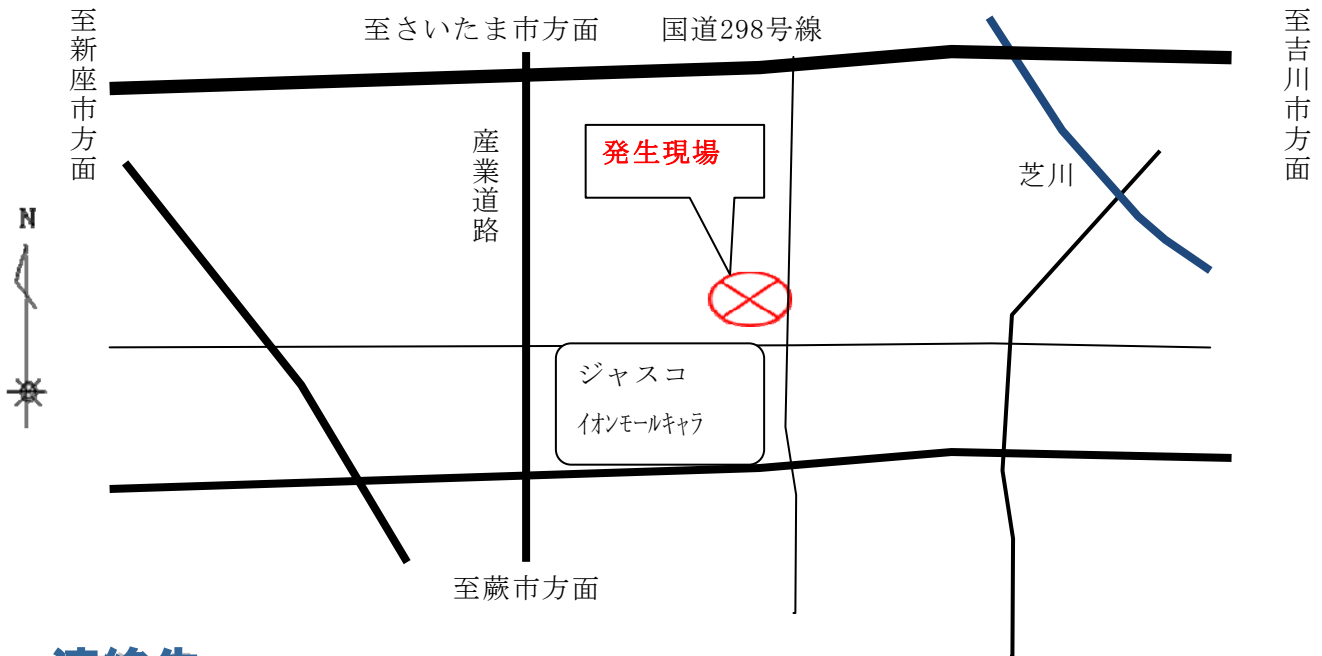 至新座市方面
至さいたま市方面
国道298号線
至吉川市方面
産業道路
発生現場
芝川
N
ジャスコ
イオンモールキャラ
至蕨市方面